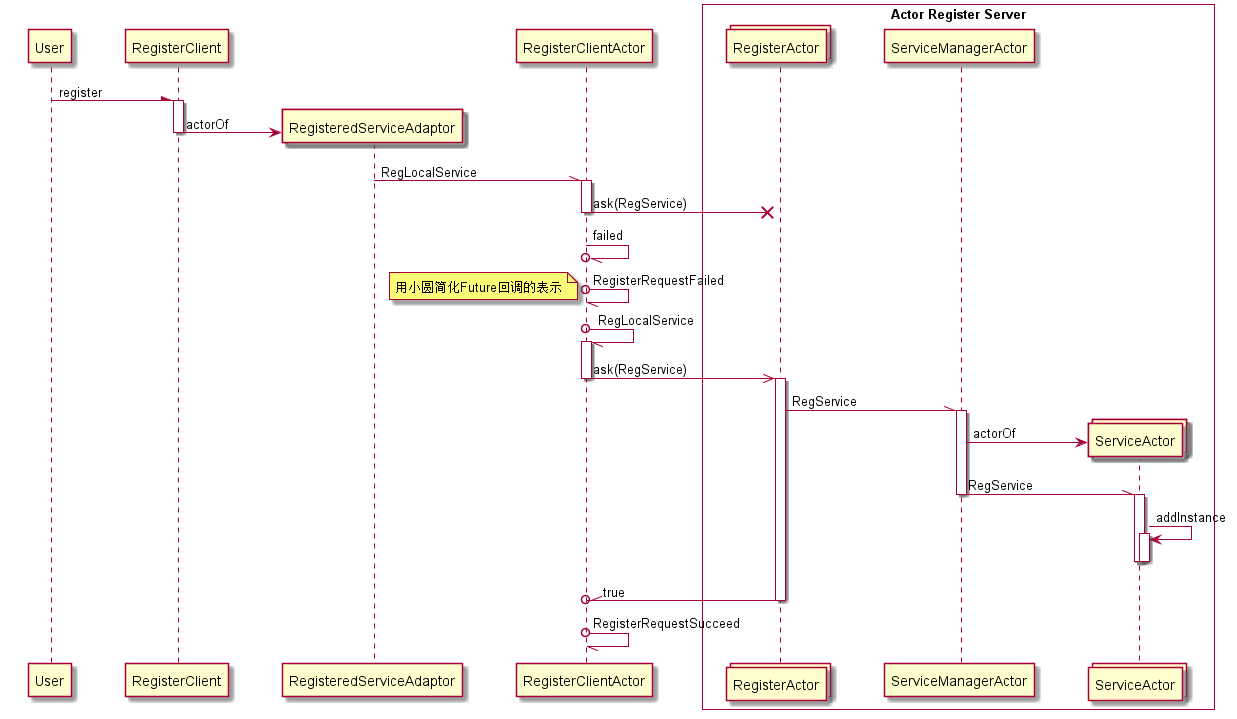 Actor Register Server
User
RegisterClient
RegisterClientActor
RegisterActor
ServiceManagerActor
register
actorOf
RegisteredServiceAdaptor
RegLocalService
ask(RegService)
failed
RegisterRequestFailed
用小圆简化Future回调的表示
RegLocalService
ask(RegService)
RegService
actorOf
ServiceActor
RegService
addInstance
true
RegisterRequestSucceed
User
RegisterClient
RegisteredServiceAdaptor
RegisterClientActor
RegisterActor
ServiceManagerActor
ServiceActor